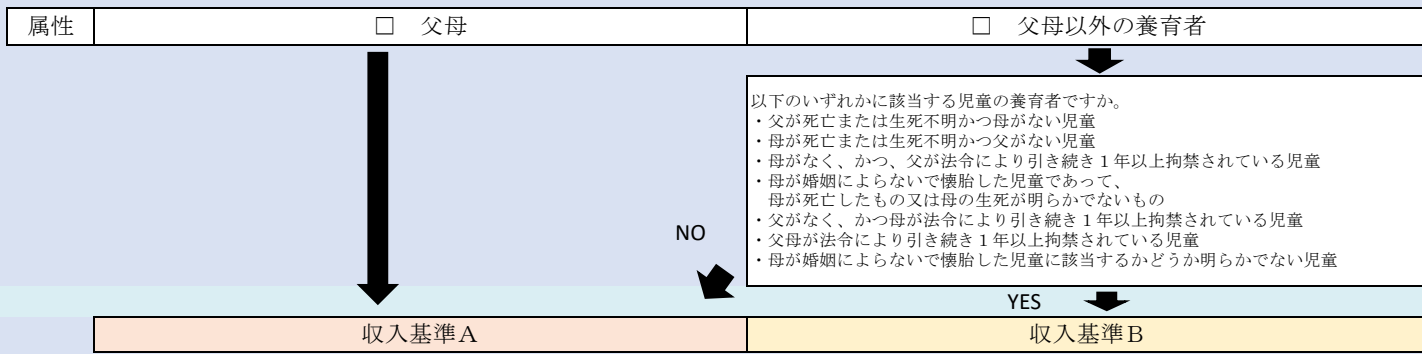 属性
□ 父母
□ 父母以外の養育者
以下のいずれかに該当する児童の養育者ですか。
・父が死亡または生死不明かつ母がない児童
・母が死亡または生死不明かつ父がない児童
・母がなく、かつ、父が法令により引き続き１年以上拘禁されている児童
・母が婚姻によらないで懐胎した児童であって、
母が死亡したもの又は母の生死が明らかでないもの
・父がなく、かつ母が法令により引き続き１年以上拘禁されている児童
・父母が法令により引き続き１年以上拘禁されている児童
・母が婚姻によらないで懐胎した児童に該当するかどうか明らかでない児童
NO
YES
収入基準Ａ
収入基準Ｂ